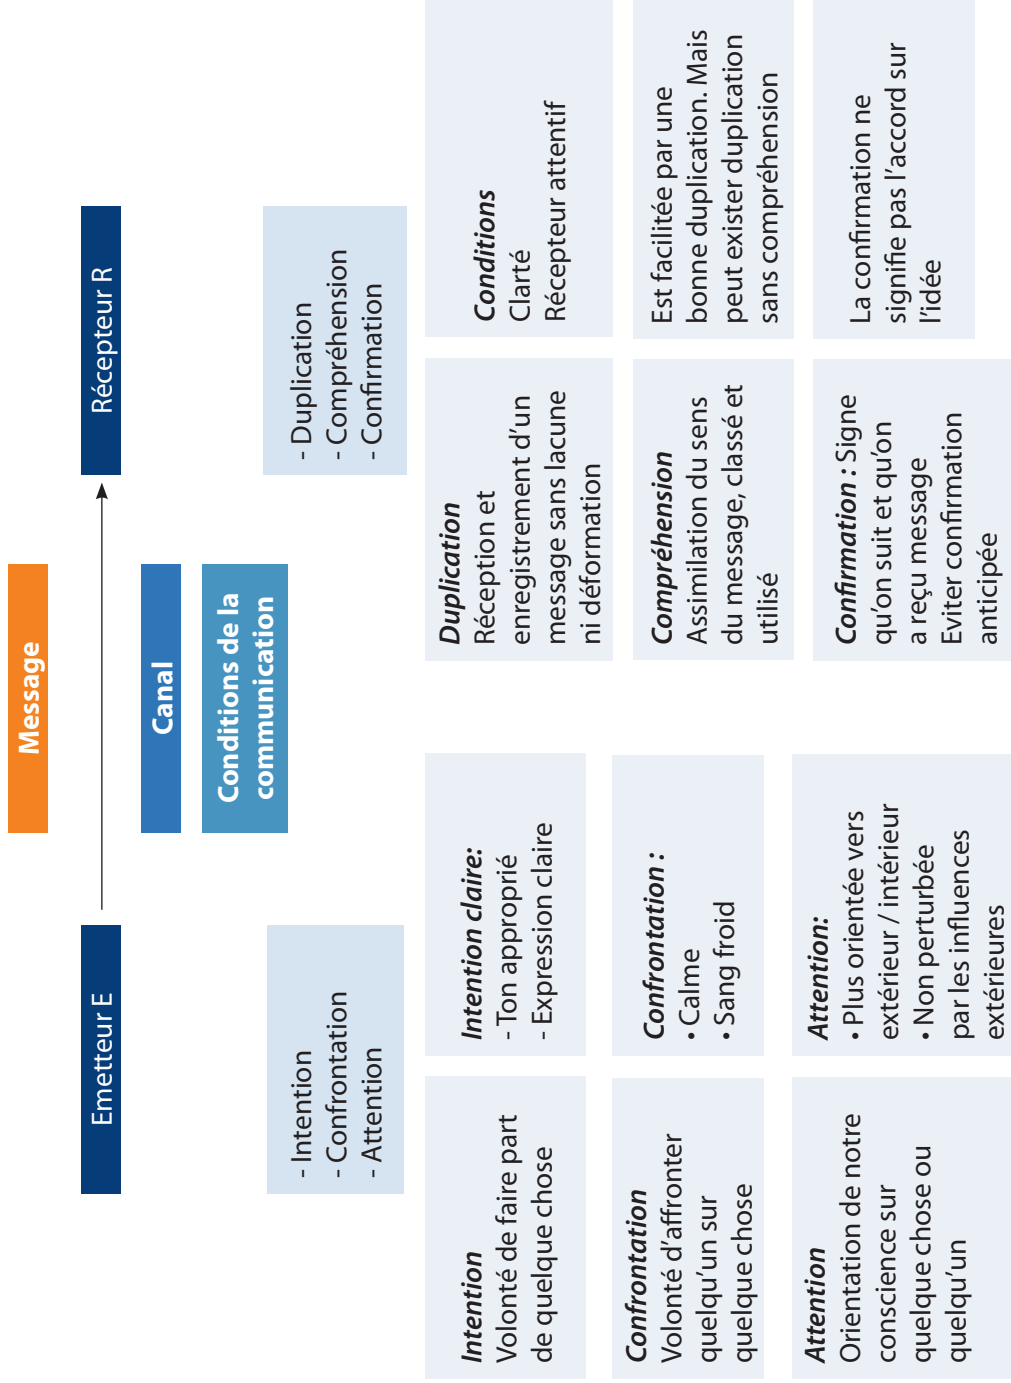 Message
Emetteur E
Récepteur R
Canal
Conditions de la
communication
- Intention
- Confrontation
- Attention
- Duplication
- Compréhension
- Confirmation
Intention
Volonté de faire part
de quelque chose
Intention claire:
- Ton approprié
- Expression claire
Duplication
Réception et
enregistrement d'un
message sans lacune
ni déformation
Conditions
Clarté
Récepteur attentif
Confrontation
Volonté d'affronter
quelqu'un sur
quelque chose
Confrontation :
• Calme
• Sang froid
Compréhension
Assimilation du sens
du message, classé et
utilisé
Est facilitée par une
bonne duplication. Mais
peut exister duplication
sans compréhension
Attention
Orientation de notre
conscience sur
quelque chose ou
quelqu'un
Attention:
• Plus orientée vers
extérieur / intérieur
• Non perturbée
par les influences
extérieures
Confirmation : Signe
qu'on suit et qu'on
a reçu message
Eviter confirmation
anticipée
La confirmation ne
signifie pas l'accord sur
l'idée